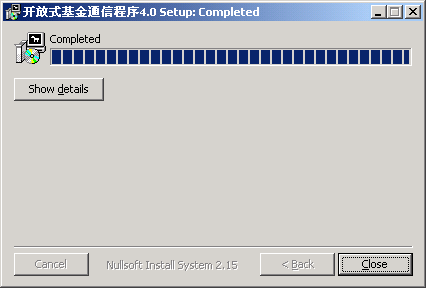 开放式基金通信程序4.0 Setup: Completed
Completed
Show details
Cancel
Nullsoft Install System 2.15
< Back
Close